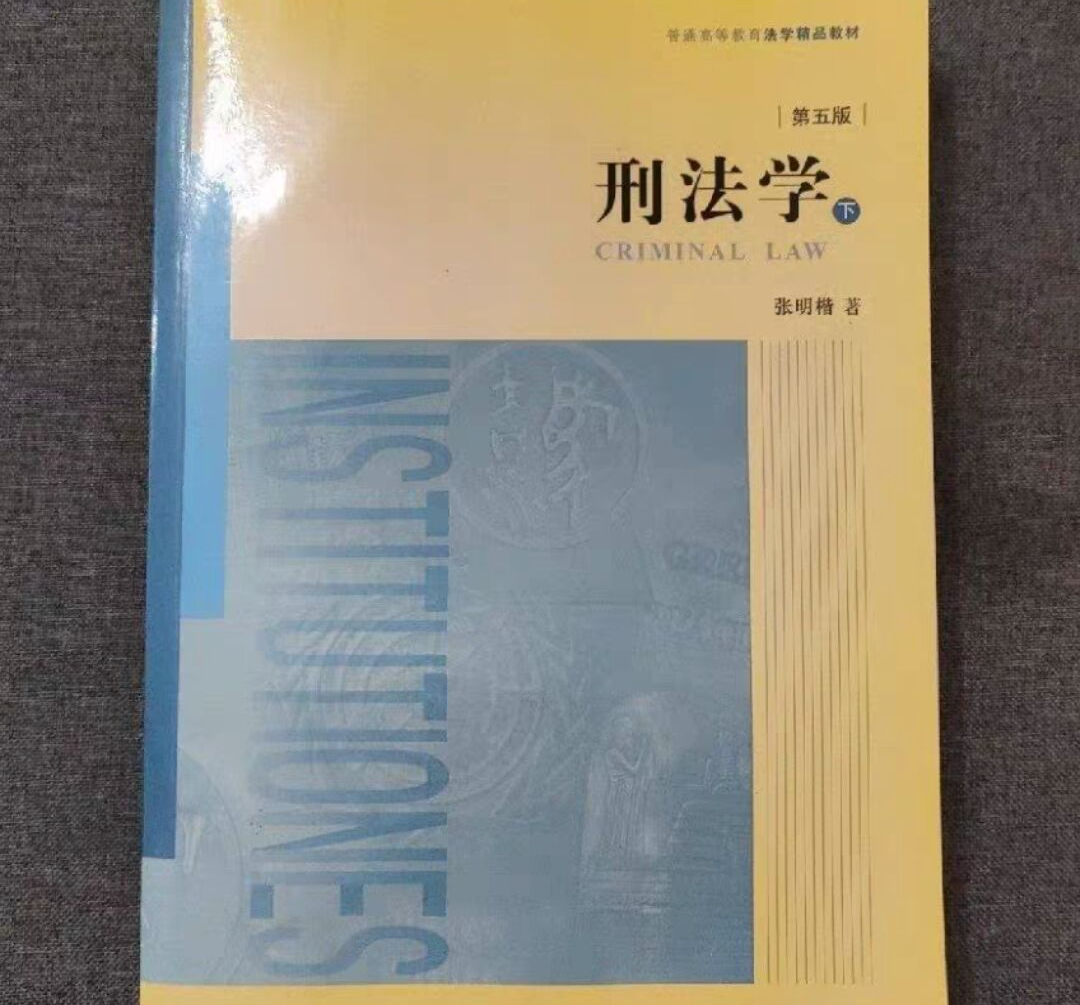 普通高等教育法学精品教材
第五版
刑法学 下
CRIMINAL LAW
张明楷 著
INSTITUTIONES